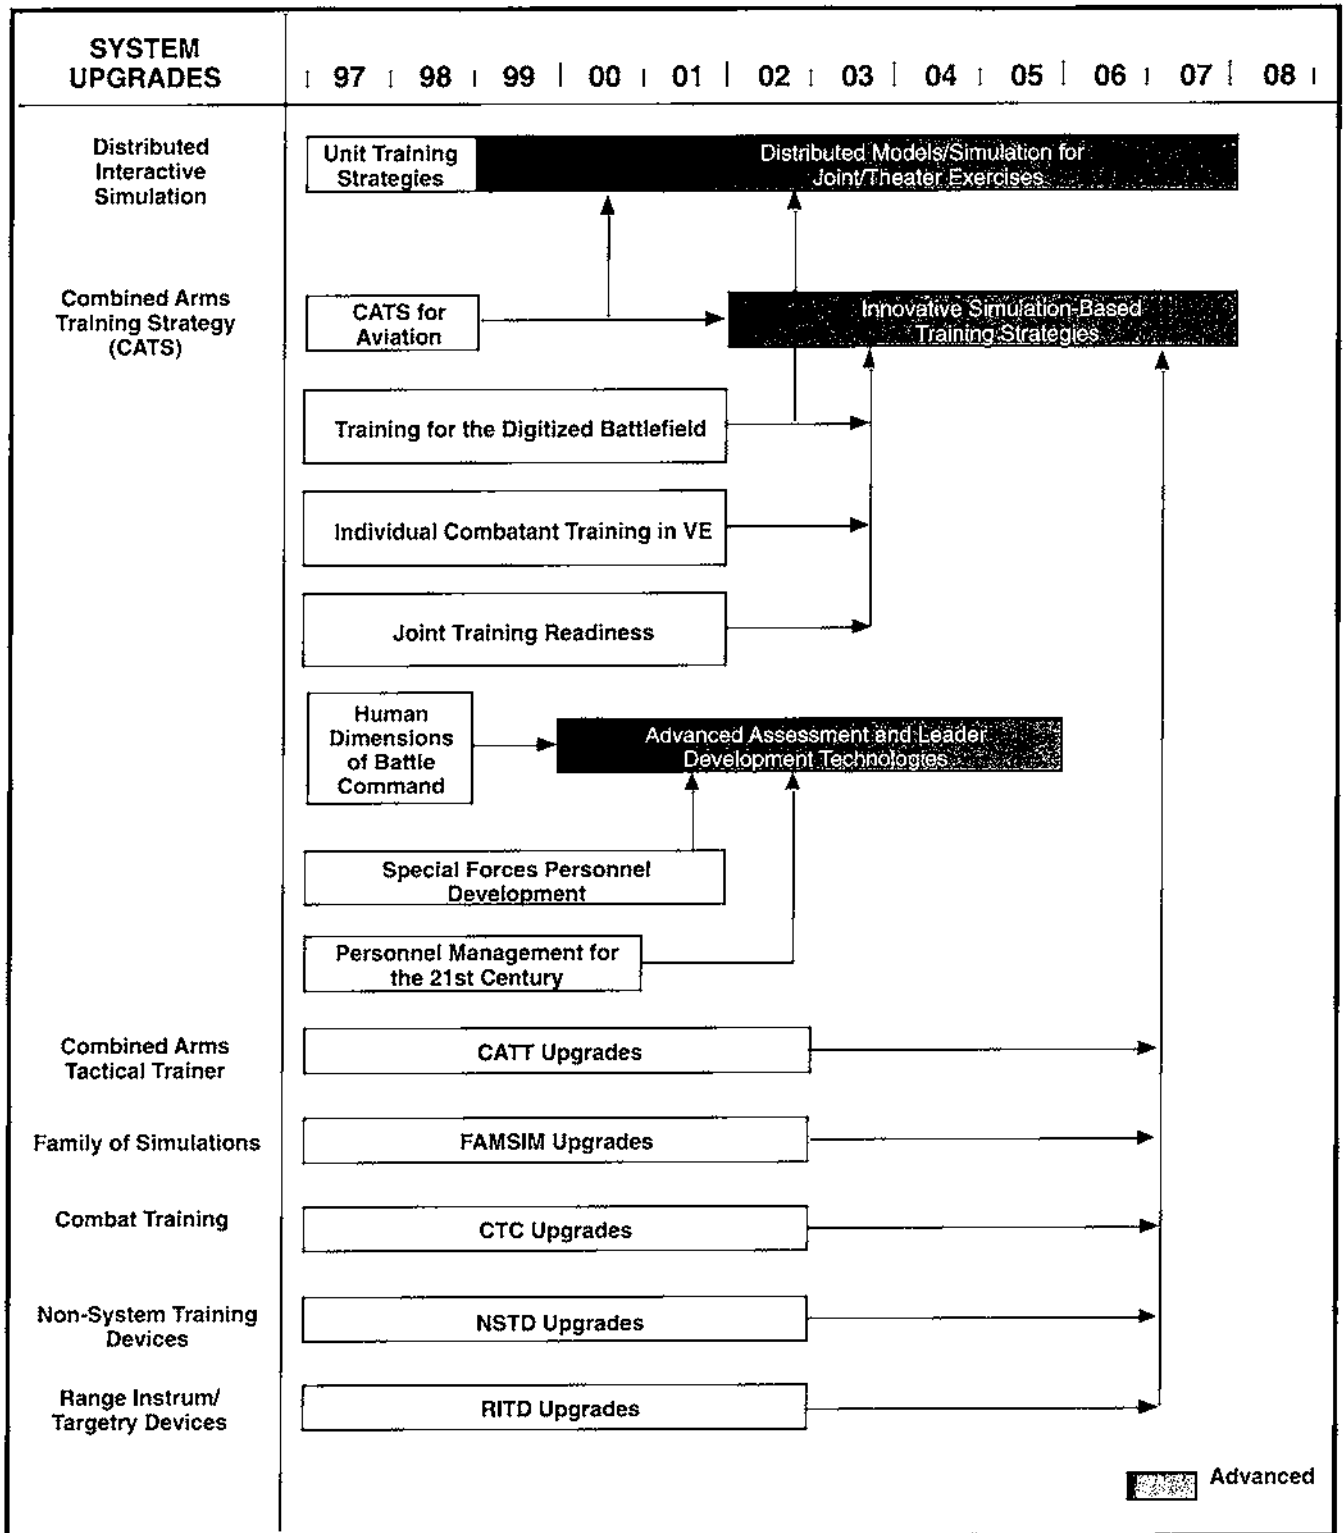 SYSTEM
UPGRADES
97 98 99 00 01 02 03 04 05 06 07 08
Distributed
Interactive
Simulation
Unit Training
Strategies
Distributed Models/Simulation for
Joint/Theater Exercises
Combined Arms
Training Strategy
(CATS)
CATS for
Aviation
Innovative Simulation-Based
Training Strategies
Training for the Digitized Battlefield
Individual Combatant Training in VE
Joint Training Readiness
Human
Dimensions
of Battle
Command
Advanced Assessment and Leader
Development Technologies
Special Forces Personnel
Development
Personnel Management for
the 21st Century
Combined Arms
Tactical Trainer
CATT Upgrades
Family of Simulations
FAMSIM Upgrades
Combat Training
CTC Upgrades
Non-System Training
Devices
NSTD Upgrades
Range Instrum/
Targetry Devices
RITD Upgrades
Advanced